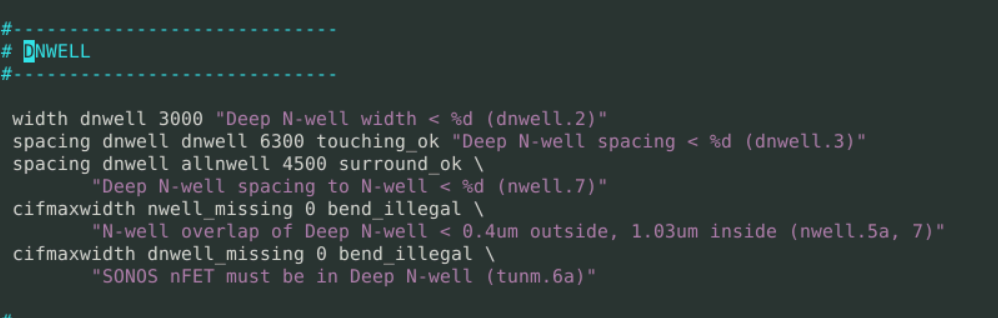 #-----------------------------
# DNWELL
#-----------------------------
width dnwell 3000 "Deep N-well width < %d (dnwell.2)"
spacing dnwell dnwell 6300 touching_ok "Deep N-well spacing < %d (dnwell.3)"
spacing dnwell allnwell 4500 surround_ok \
"Deep N-well spacing to N-well < %d (nwell.7)"
cifmaxwidth nwell_missing 0 bend_illegal \
"N-well overlap of Deep N-well < 0.4um outside, 1.03um inside (nwell.5a, 7)"
cifmaxwidth dnwell_missing 0 bend_illegal \
"SONOS nFET must be in Deep N-well (tunm.6a)"